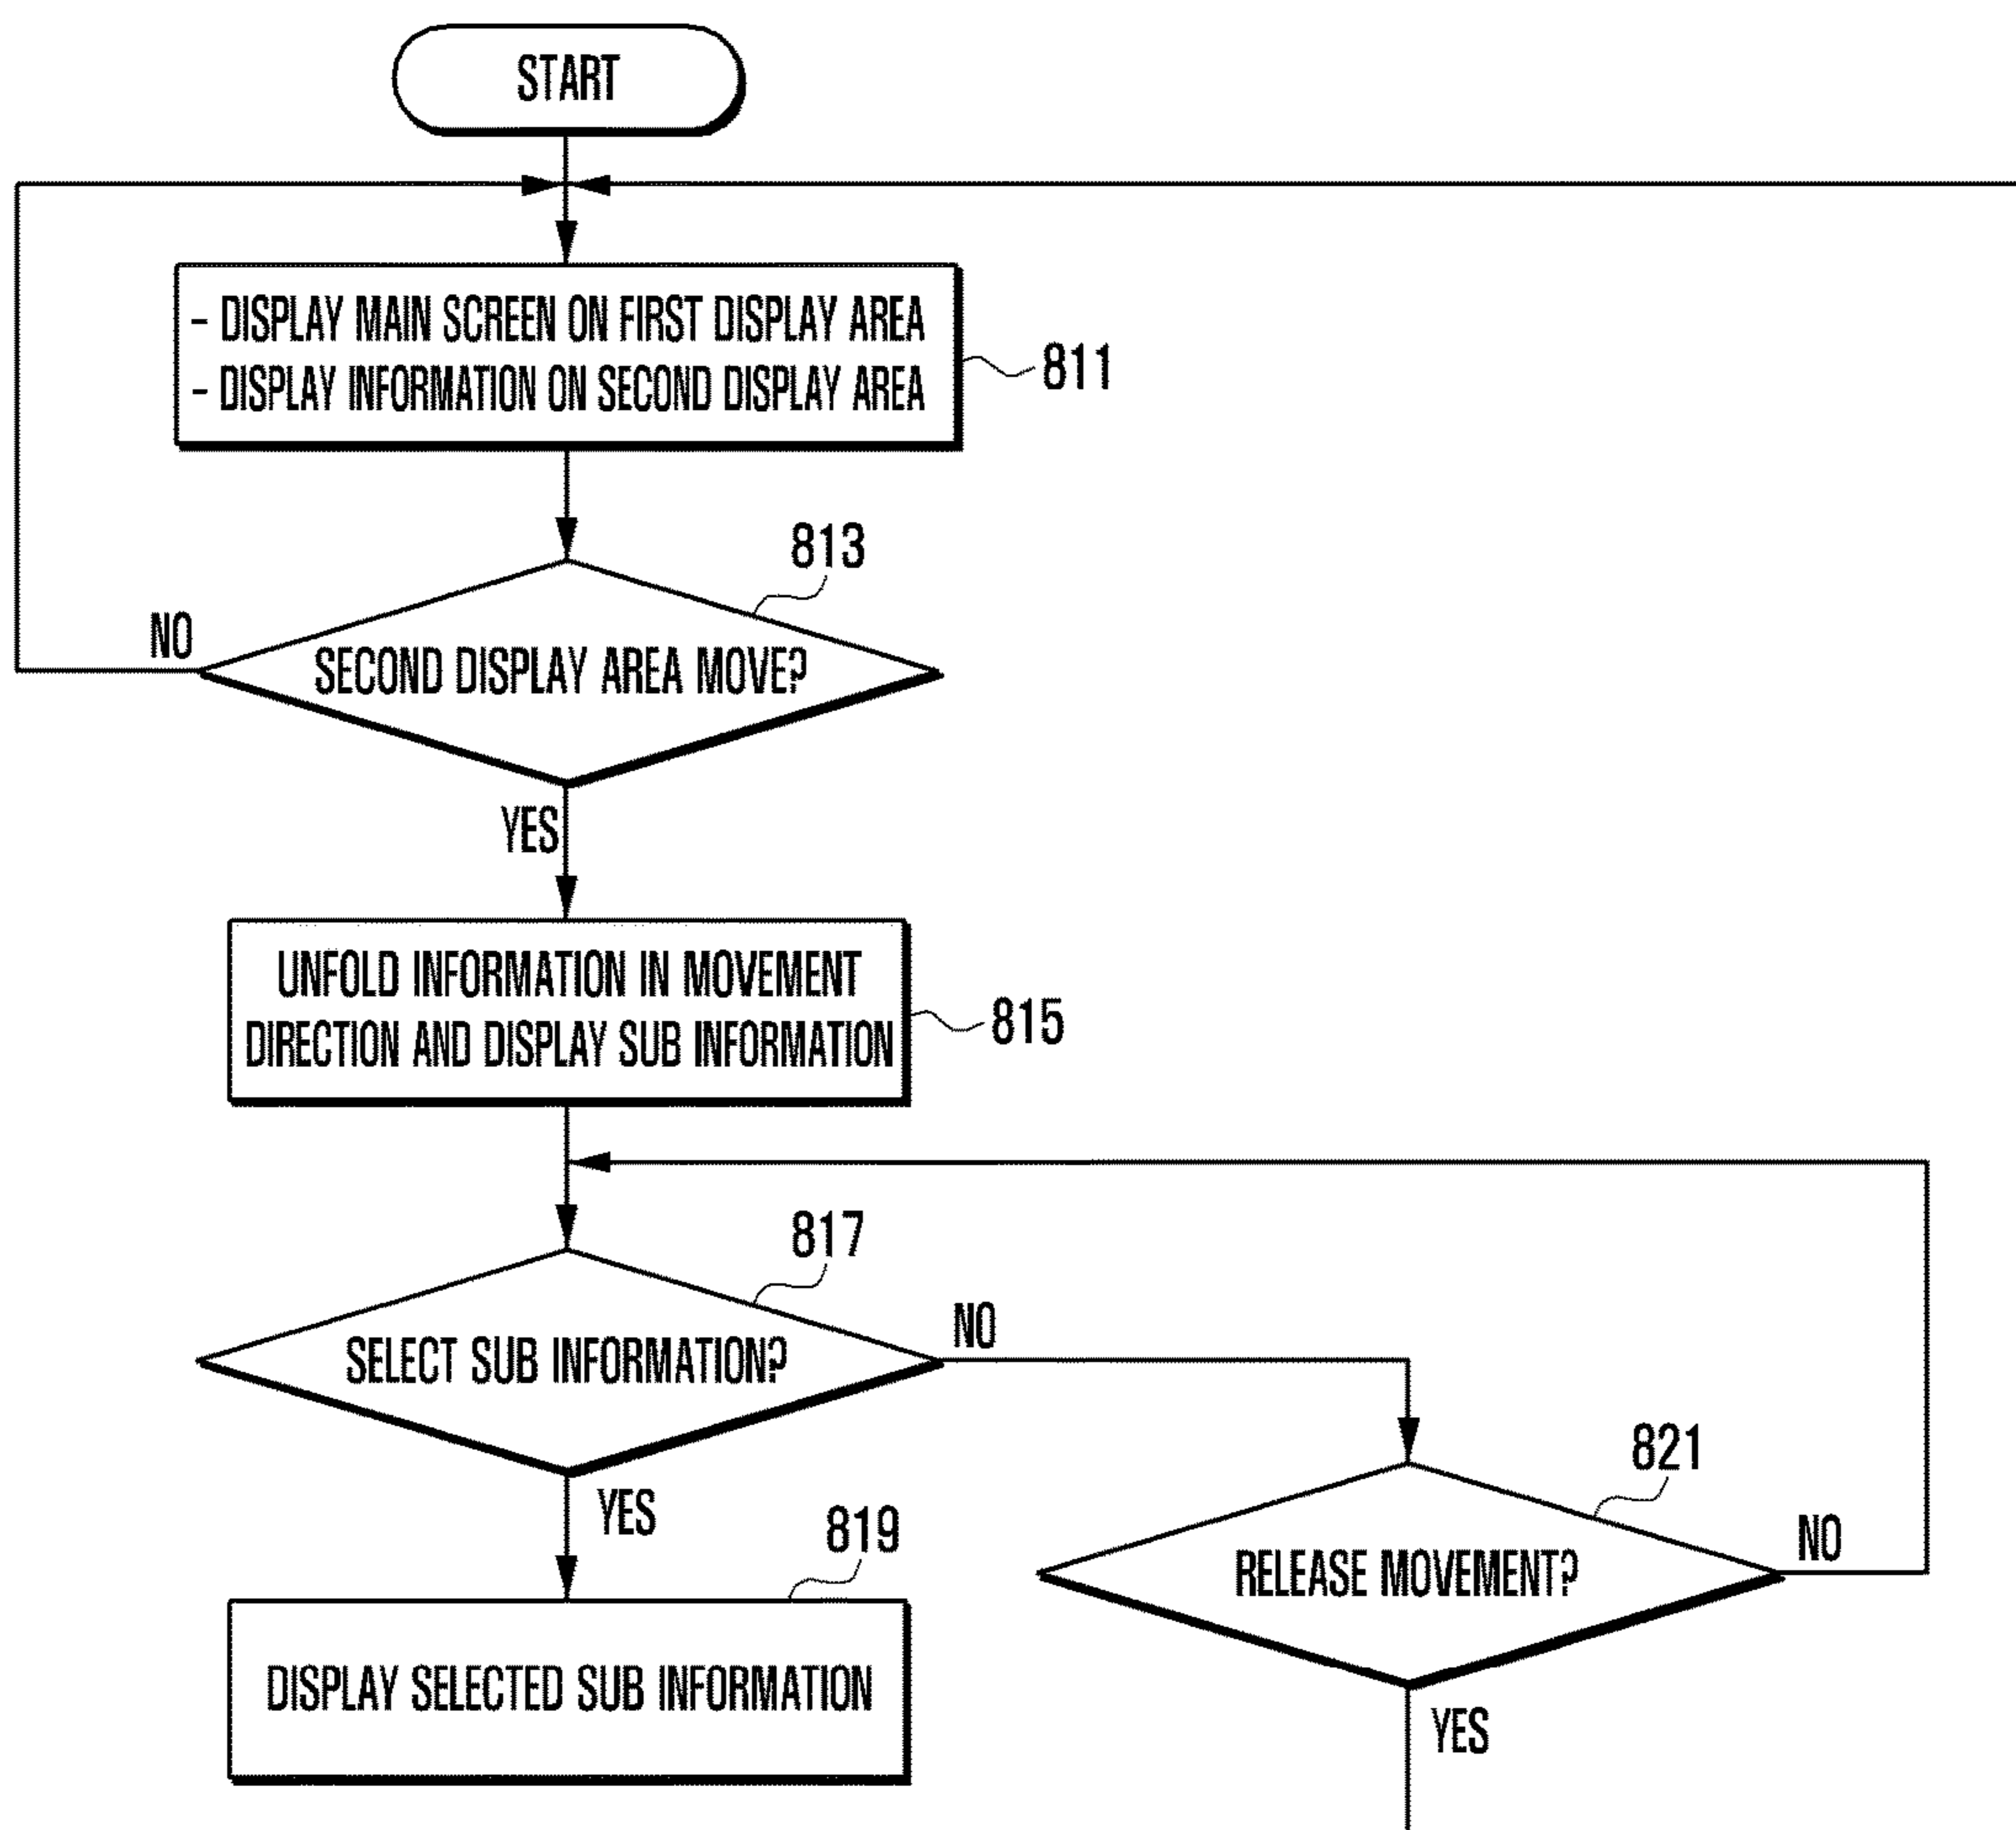 START
- DISPLAY MAIN SCREEN ON FIRST DISPLAY AREA
- DISPLAY INFORMATION ON SECOND DISPLAY AREA
811
813
NO
SECOND DISPLAY AREA MOVE?
YES
UNFOLD INFORMATION IN MOVEMENT
DIRECTION AND DISPLAY SUB INFORMATION
815
817
NO
SELECT SUB INFORMATION?
YES
821
NO
RELEASE MOVEMENT?
YES
819
DISPLAY SELECTED SUB INFORMATION